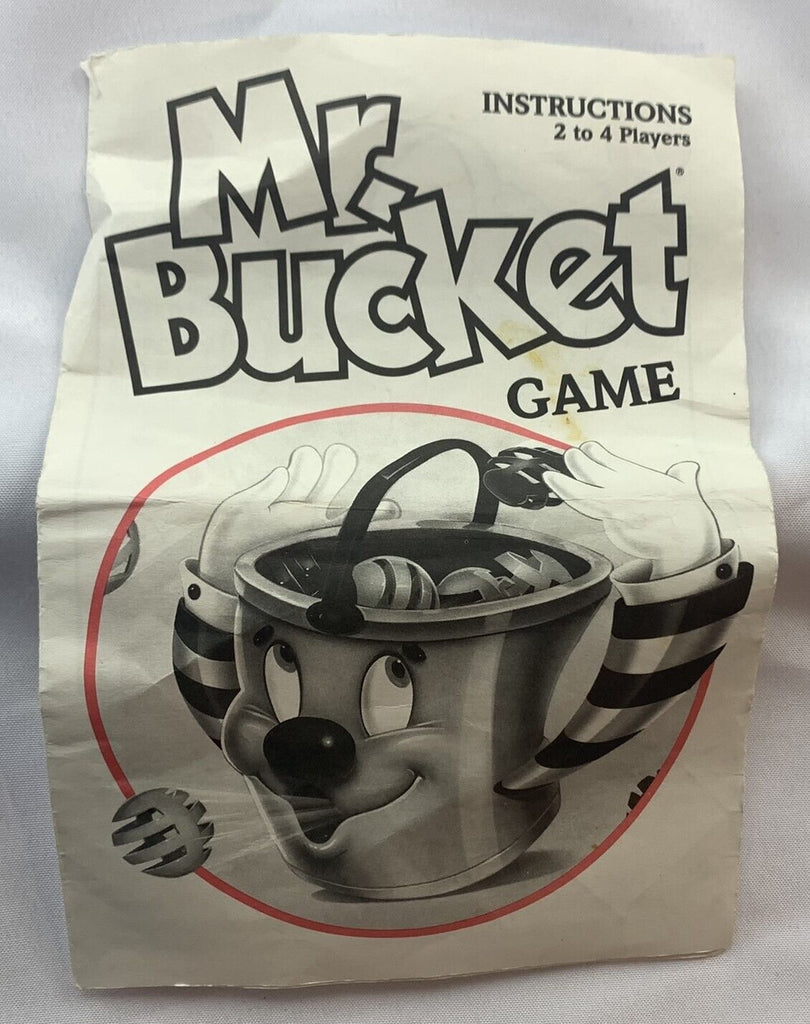 Mr.
Bucket®
GAME
INSTRUCTIONS
2 to 4 Players